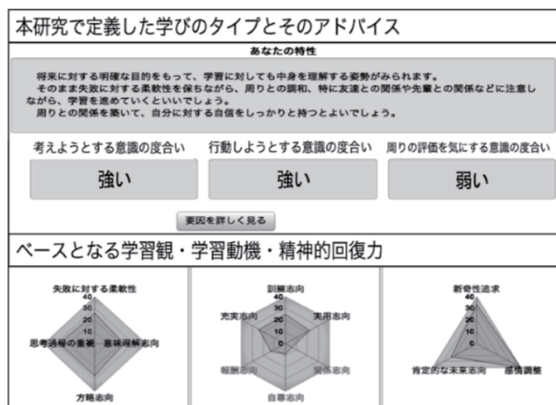 本研究で定義した学びのタイプとそのアドバイス
あなたの特性
将来に対する明確な目的をもって、学習に対しても中身を理解する姿勢がみられます。
そのまま失敗に対する柔軟性を保ちながら、周りとの調和、特に友達との関係や先輩との関係などに注意し
ながら、学習を進めていくといいでしょう。
周りとの関係を築いて、自分に対する自信をしっかりと持つとよいでしょう。
考えようとする意識の度合い 行動しようとする意識の度合い 周りの評価を気にする意識の度合い
強い 強い 弱い
要因を詳しく見る
ベースとなる学習観・学習動機・精神的回復力
失敗に対する柔軟性 訓練志向 新奇性追求
40 40 40
30 30 30
20 20 20
10 10 10
0 0
充実志向 実用志向
思考過程の重視 意味理解志向
報酬志向 関係志向 肯定的な未来志向 感情調整
方略志向 自尊志向